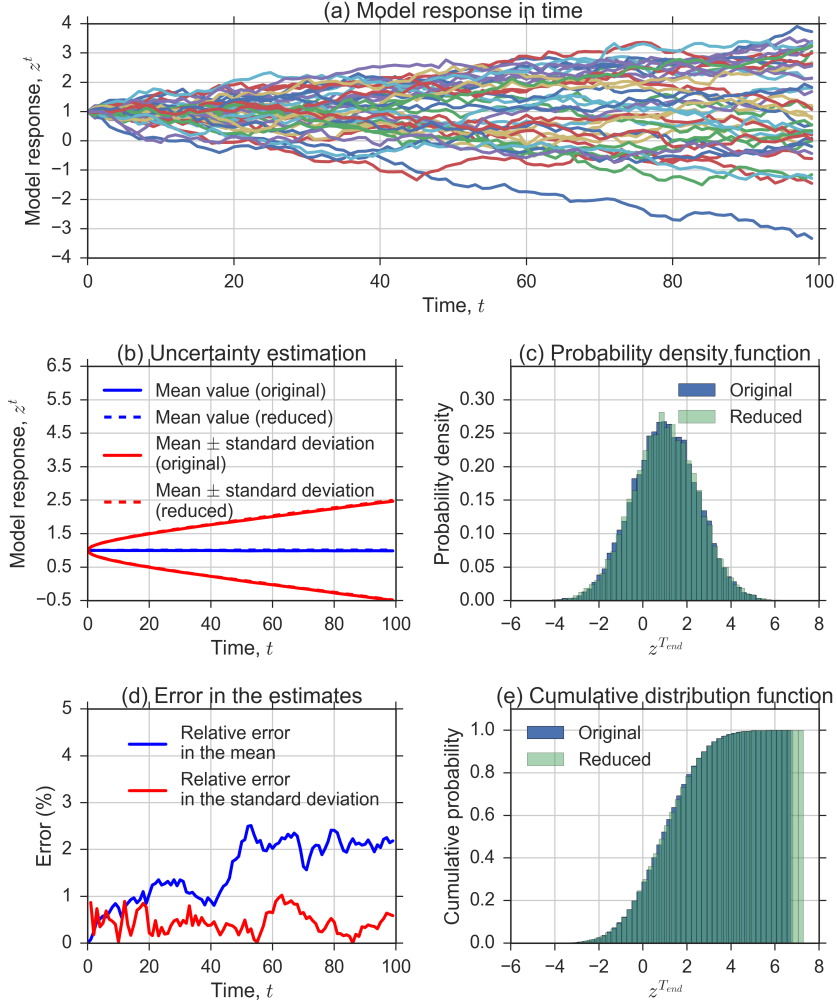 (a) Model response in time
Model response, z^t
4
3
2
1
0
−1
−2
−3
−4
0 20 40 60 80 100
Time, t
(b) Uncertainty estimation
Model response, z^t
6.5
5.5
4.5
3.5
2.5
1.5
0.5
−0.5
Mean value (original)
Mean value (reduced)
Mean ± standard deviation
(original)
Mean ± standard deviation
(reduced)
0 20 40 60 80 100
Time, t
(c) Probability density function
Probability density
0.30
0.25
0.20
0.15
0.10
0.05
0.00
Original
Reduced
−6 −4 −2 0 2 4 6 8
z^{T_{end}}
(d) Error in the estimates
Error (%)
5
4
3
2
1
0
Relative error
in the mean
Relative error
in the standard deviation
0 20 40 60 80 100
Time, t
(e) Cumulative distribution function
Cumulative probability
1.0
0.8
0.6
0.4
0.2
0.0
Original
Reduced
−6 −4 −2 0 2 4 6 8
z^{T_{end}}